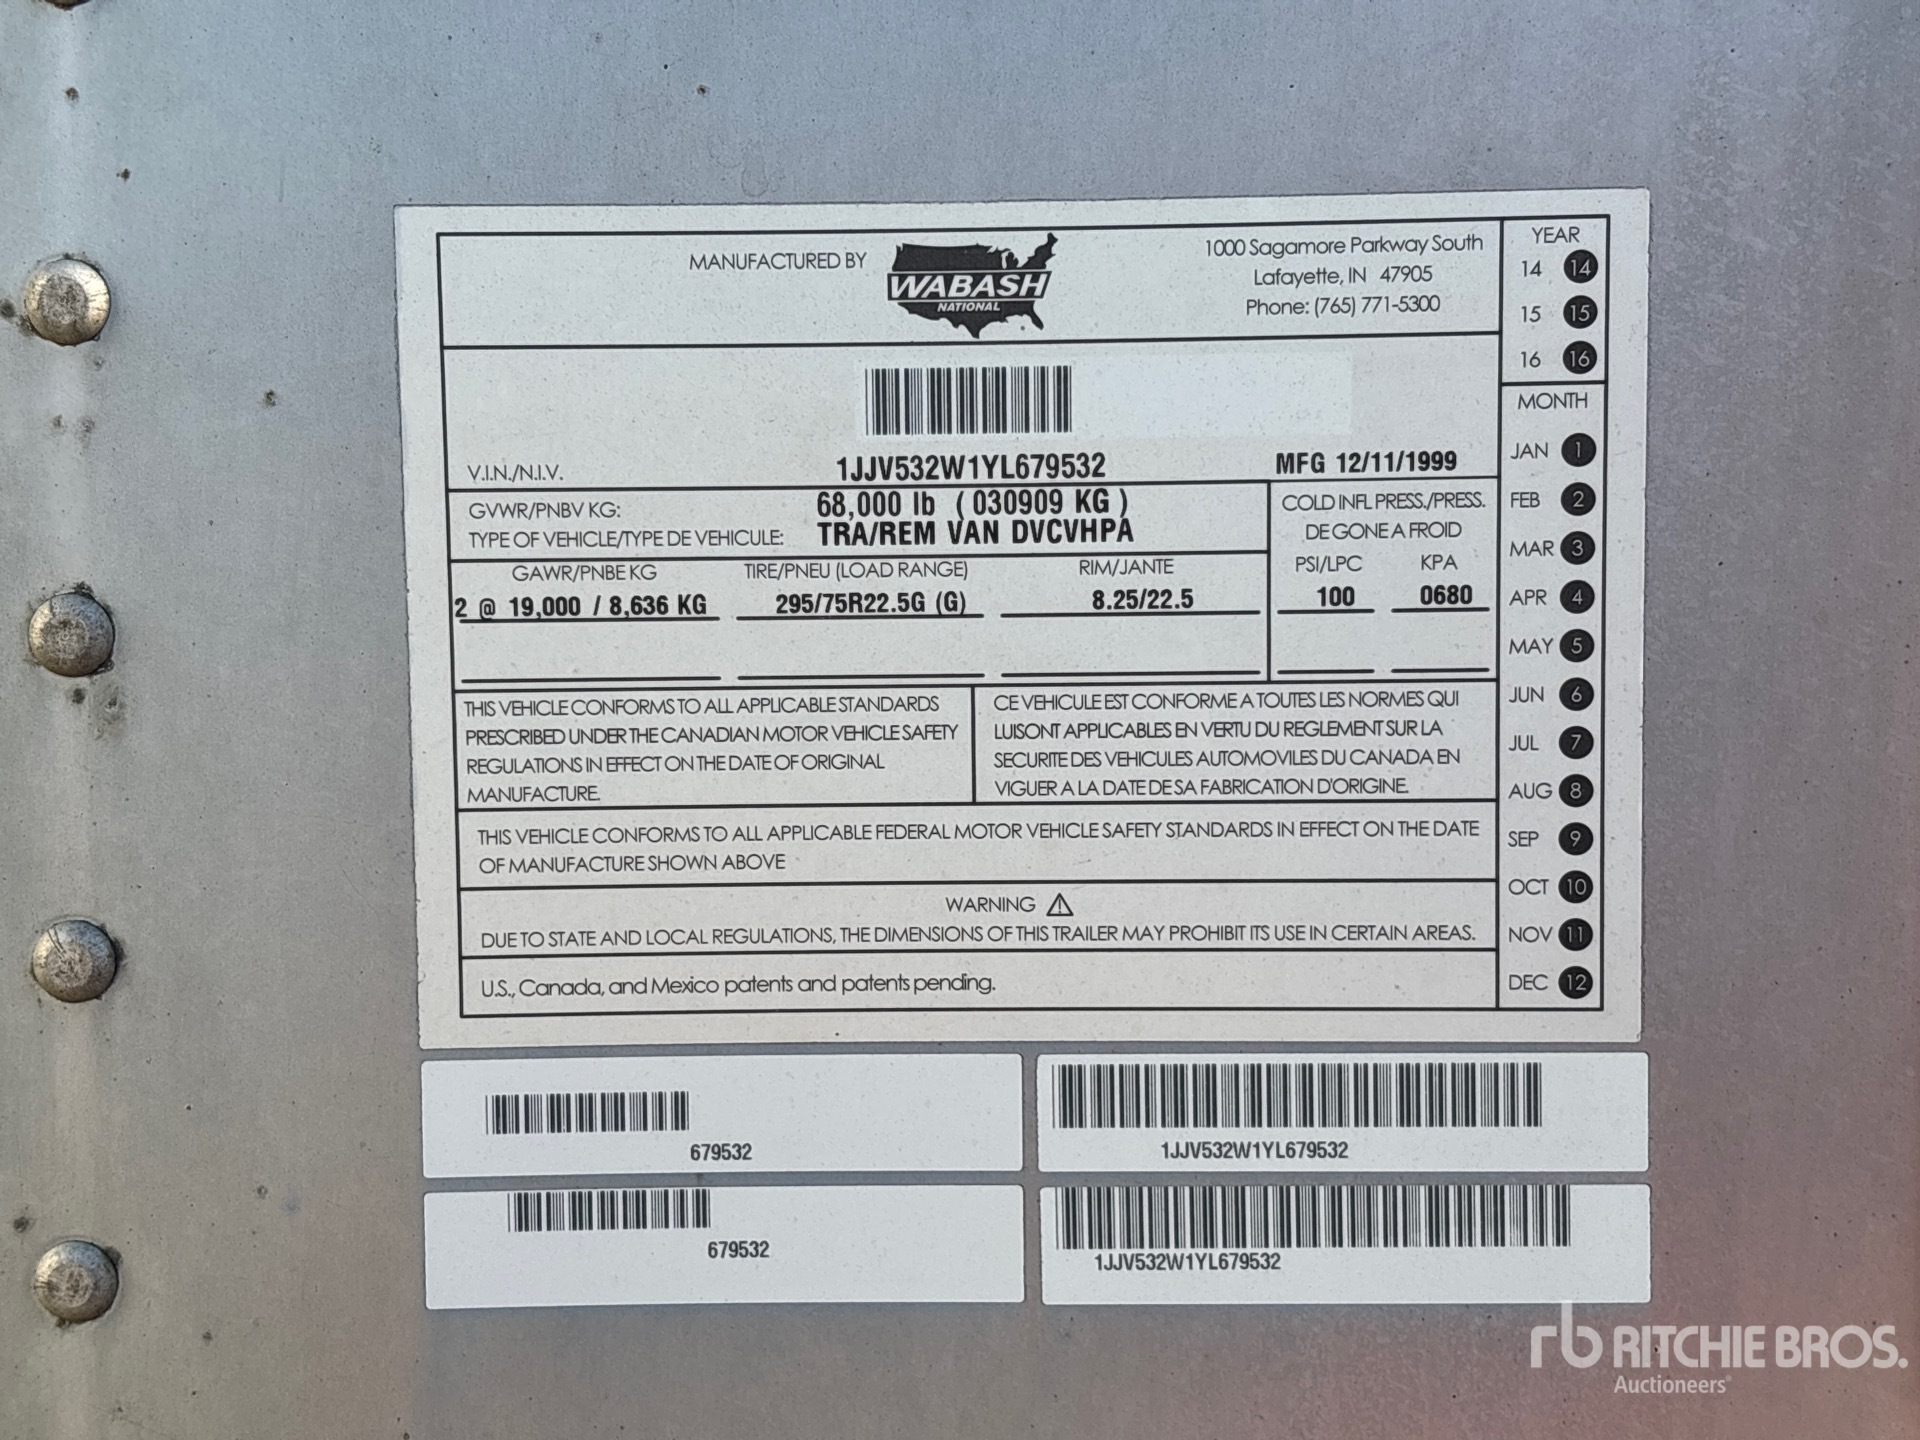 MANUFACTURED BY
WABASH
NATIONAL
1000 Sagamore Parkway South
Lafayette, IN 47905
Phone: (765) 771-5300
V.I.N./N.I.V.
1JJV532W1YL679532
MFG 12/11/1999
GVWR/PNBV KG:
68,000 lb ( 030909 KG )
TYPE OF VEHICLE/TYPE DE VEHICULE:
TRA/REM VAN DVCVHPA
COLD INFL PRESS./PRESS.
DE GONE A FROID
PSI/LPC KPA
100 0680
GAWR/PNBE KG TIRE/PNEU (LOAD RANGE) RIM/JANTE
2 @ 19,000 / 8,636 KG 295/75R22.5G (G) 8.25/22.5
THIS VEHICLE CONFORMS TO ALL APPLICABLE STANDARDS
PRESCRIBED UNDER THE CANADIAN MOTOR VEHICLE SAFETY
REGULATIONS IN EFFECT ON THE DATE OF ORIGINAL
MANUFACTURE.
CE VEHICULE EST CONFORME A TOUTES LES NORMES QUI
LUISONT APPLICABLES EN VERTU DU REGLEMENT SUR LA
SECURITE DES VEHICULES AUTOMOVILES DU CANADA EN
VIGUER A LA DATE DE SA FABRICATION D'ORIGINE.
THIS VEHICLE CONFORMS TO ALL APPLICABLE FEDERAL MOTOR VEHICLE SAFETY STANDARDS IN EFFECT ON THE DATE
OF MANUFACTURE SHOWN ABOVE
WARNING
DUE TO STATE AND LOCAL REGULATIONS, THE DIMENSIONS OF THIS TRAILER MAY PROHIBIT ITS USE IN CERTAIN AREAS.
U.S., Canada, and Mexico patents and patents pending.
YEAR
14 14
15 15
16 16
MONTH
JAN 1
FEB 2
MAR 3
APR 4
MAY 5
JUN 6
JUL 7
AUG 8
SEP 9
OCT 10
NOV 11
DEC 12
679532
1JJV532W1YL679532
679532
1JJV532W1YL679532
rb RITCHIE BROS.
Auctioneers